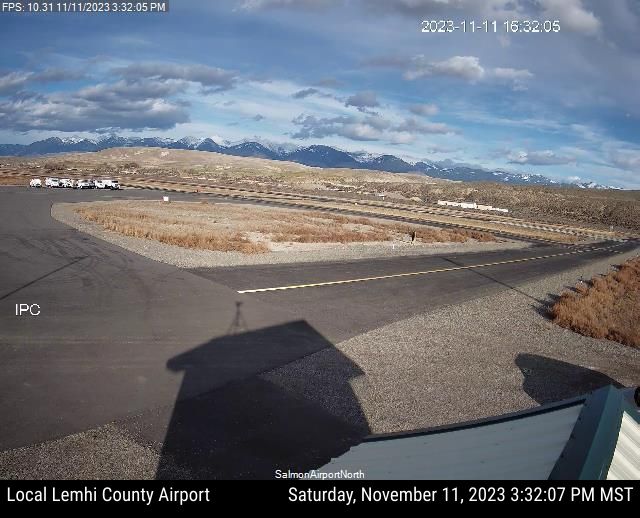 FPS: 10.31 11/11/2023 3:32:05 PM
2023-11-11 16:32:05
IPC
SalmonAirportNorth
Local Lemhi County Airport Saturday, November 11, 2023 3:32:07 PM MST